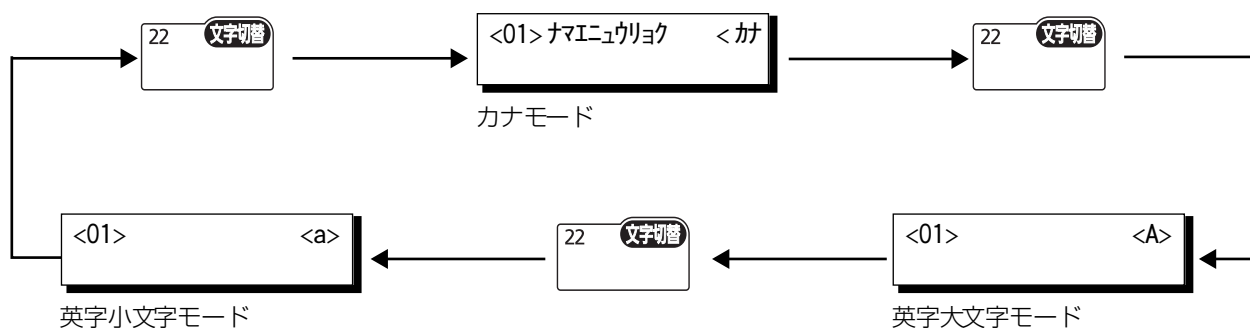 22 文字切替
<01> ナマエニュウリョク < カナ
22 文字切替
カナモード
<01> <a>
22 文字切替
<01> <A>
英字小文字モード
英字大文字モード